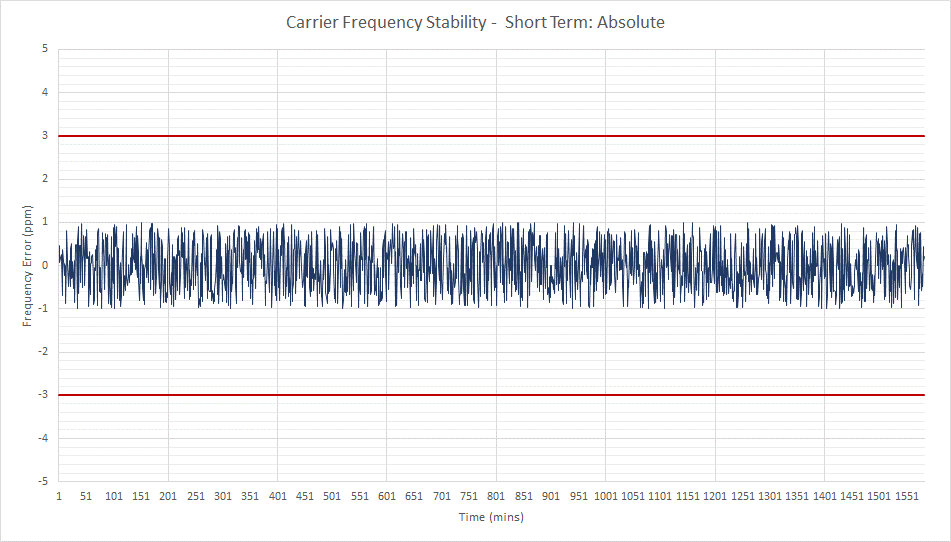 Carrier Frequency Stability -  Short Term: Absolute
5
4
3
2
1
0
-1
-2
-3
-4
-5
Frequency Error (ppm)
1 51 101 151 201 251 301 351 401 451 501 551 601 651 701 751 801 851 901 951 1001 1051 1101 1151 1201 1251 1301 1351 1401 1451 1501 1551
Time (mins)